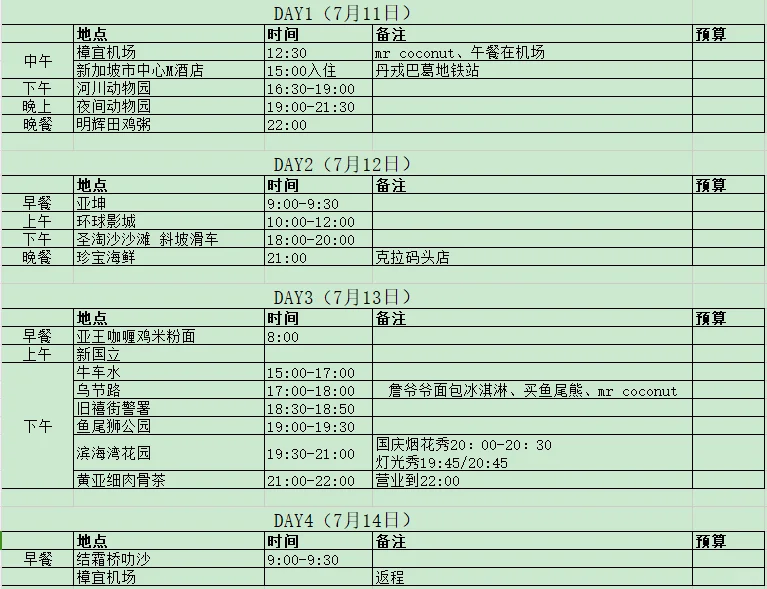 DAY1（7月11日）
地点 时间 备注 预算
中午 樟宜机场 12:30 mr coconut、午餐在机场
新加坡市中心M酒店 15:00入住 丹戎巴葛地铁站
下午 河川动物园 16:30-19:00
晚上 夜间动物园 19:00-21:30
晚餐 明辉田鸡粥 22:00
DAY2（7月12日）
地点 时间 备注 预算
早餐 亚坤 9:00-9:30
上午 环球影城 10:00-12:00
下午 圣淘沙沙滩 斜坡滑车 18:00-20:00
晚餐 珍宝海鲜 21:00 克拉码头店
DAY3（7月13日）
地点 时间 备注 预算
早餐 亚王咖喱鸡米粉面 8:00
上午 新国立
下午 牛车水 15:00-17:00
乌节路 17:00-18:00 詹爷爷面包冰淇淋、买鱼尾熊、mr coconut
旧禧街警署 18:30-18:50
鱼尾狮公园 19:00-19:30
滨海湾花园 19:30-21:00 国庆烟花秀20：00-20：30
灯光秀19:45/20:45
黄亚细肉骨茶 21:00-22:00 营业到22:00
DAY4（7月14日）
地点 时间 备注 预算
早餐 结霜桥叻沙 9:00-9:30
樟宜机场 返程